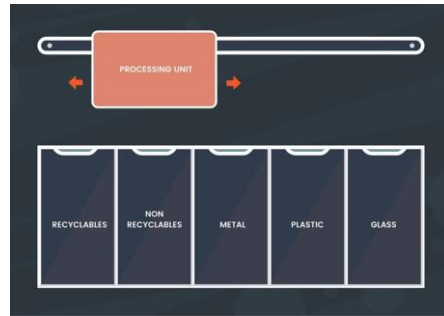 PROCESSING UNIT
RECYCLABLES
NON
RECYCLABLES
METAL
PLASTIC
GLASS